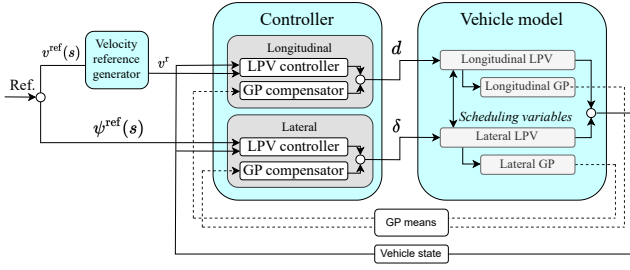 Controller
Vehicle model
Velocity
reference
generator
v^ref(s)
v^r
Ref.
ψ^ref(s)
Longitudinal
LPV controller
GP compensator
Lateral
LPV controller
GP compensator
d
δ
Longitudinal LPV
Longitudinal GP
Scheduling variables
Lateral LPV
Lateral GP
GP means
Vehicle state